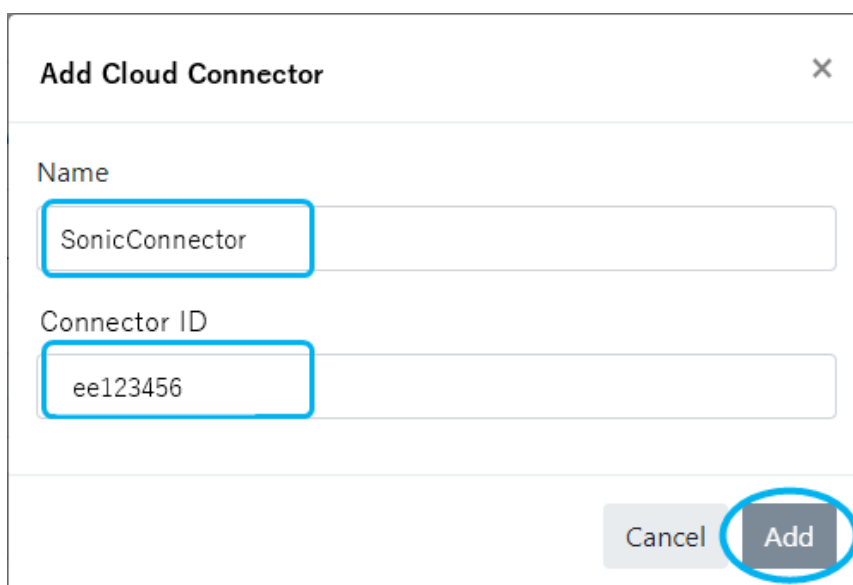 Add Cloud Connector
×
Name
SonicConnector
Connector ID
ee123456
Cancel
Add